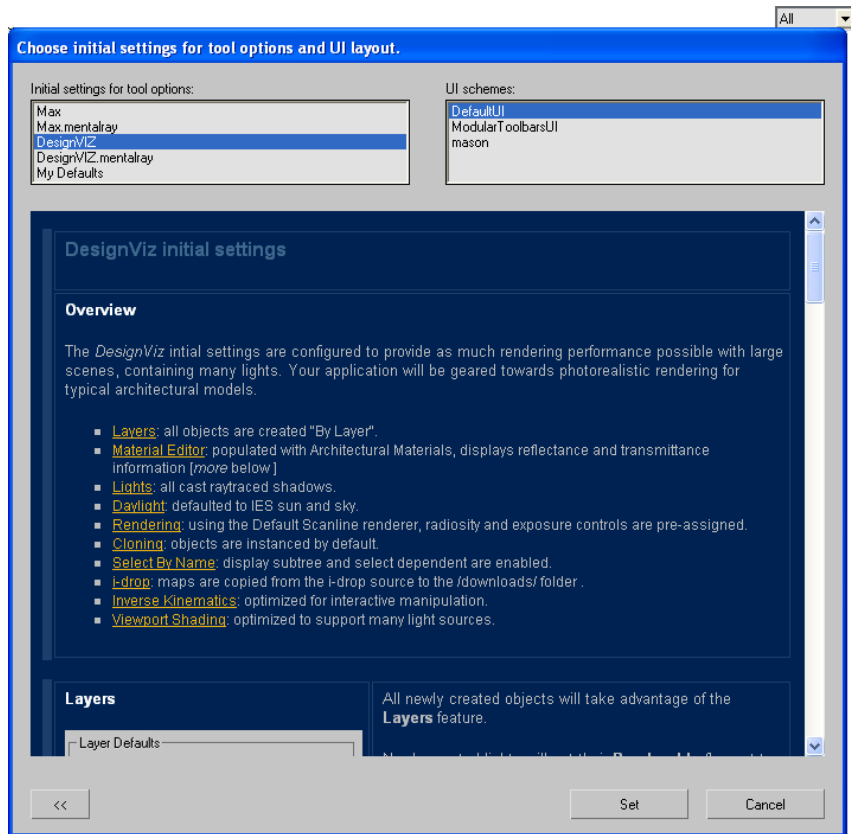 All
Choose initial settings for tool options and UI layout.
Initial settings for tool options:
Max
Max.mentalray
DesignVIZ
DesignVIZ.mentalray
My Defaults
UI schemes:
DefaultUI
ModularToolbarsUI
mason
DesignViz initial settings
Overview
The DesignViz intial settings are configured to provide as much rendering performance possible with large
scenes, containing many lights. Your application will be geared towards photorealistic rendering for
typical architectural models.
Layers: all objects are created "By Layer".
Material Editor: populated with Architectural Materials, displays reflectance and transmittance
information [more below ]
Lights: all cast raytraced shadows.
Daylight: defaulted to IES sun and sky.
Rendering: using the Default Scanline renderer, radiosity and exposure controls are pre-assigned.
Cloning: objects are instanced by default.
Select By Name: display subtree and select dependent are enabled.
i-drop: maps are copied from the i-drop source to the /downloads/ folder .
Inverse Kinematics: optimized for interactive manipulation.
Viewport Shading: optimized to support many light sources.
Layers
Layer Defaults
All newly created objects will take advantage of the
Layers feature.
<<
Set
Cancel